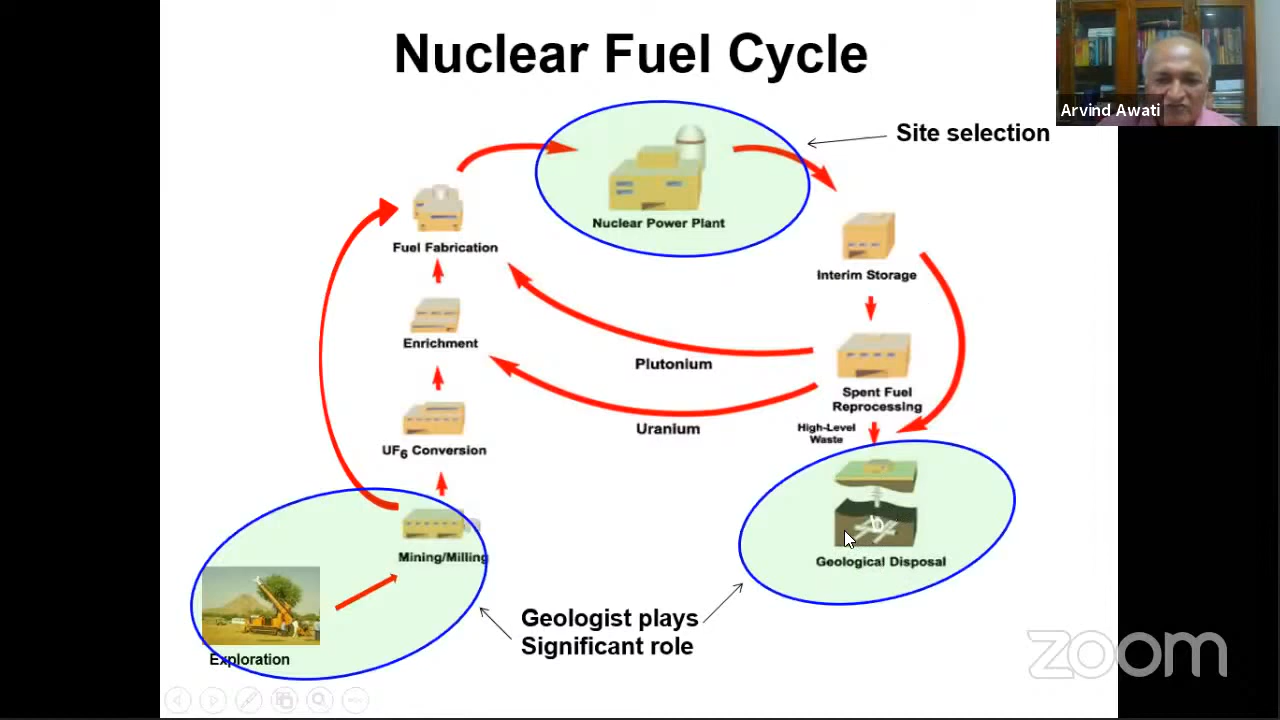 Nuclear Fuel Cycle
Arvind Awati
Site selection
Nuclear Power Plant
Fuel Fabrication
Interim Storage
Enrichment
Plutonium
Spent Fuel
Reprocessing
Uranium
High-Level
Waste
UF6 Conversion
Mining/Milling
Geological Disposal
Geologist plays
Significant role
Exploration
zoom